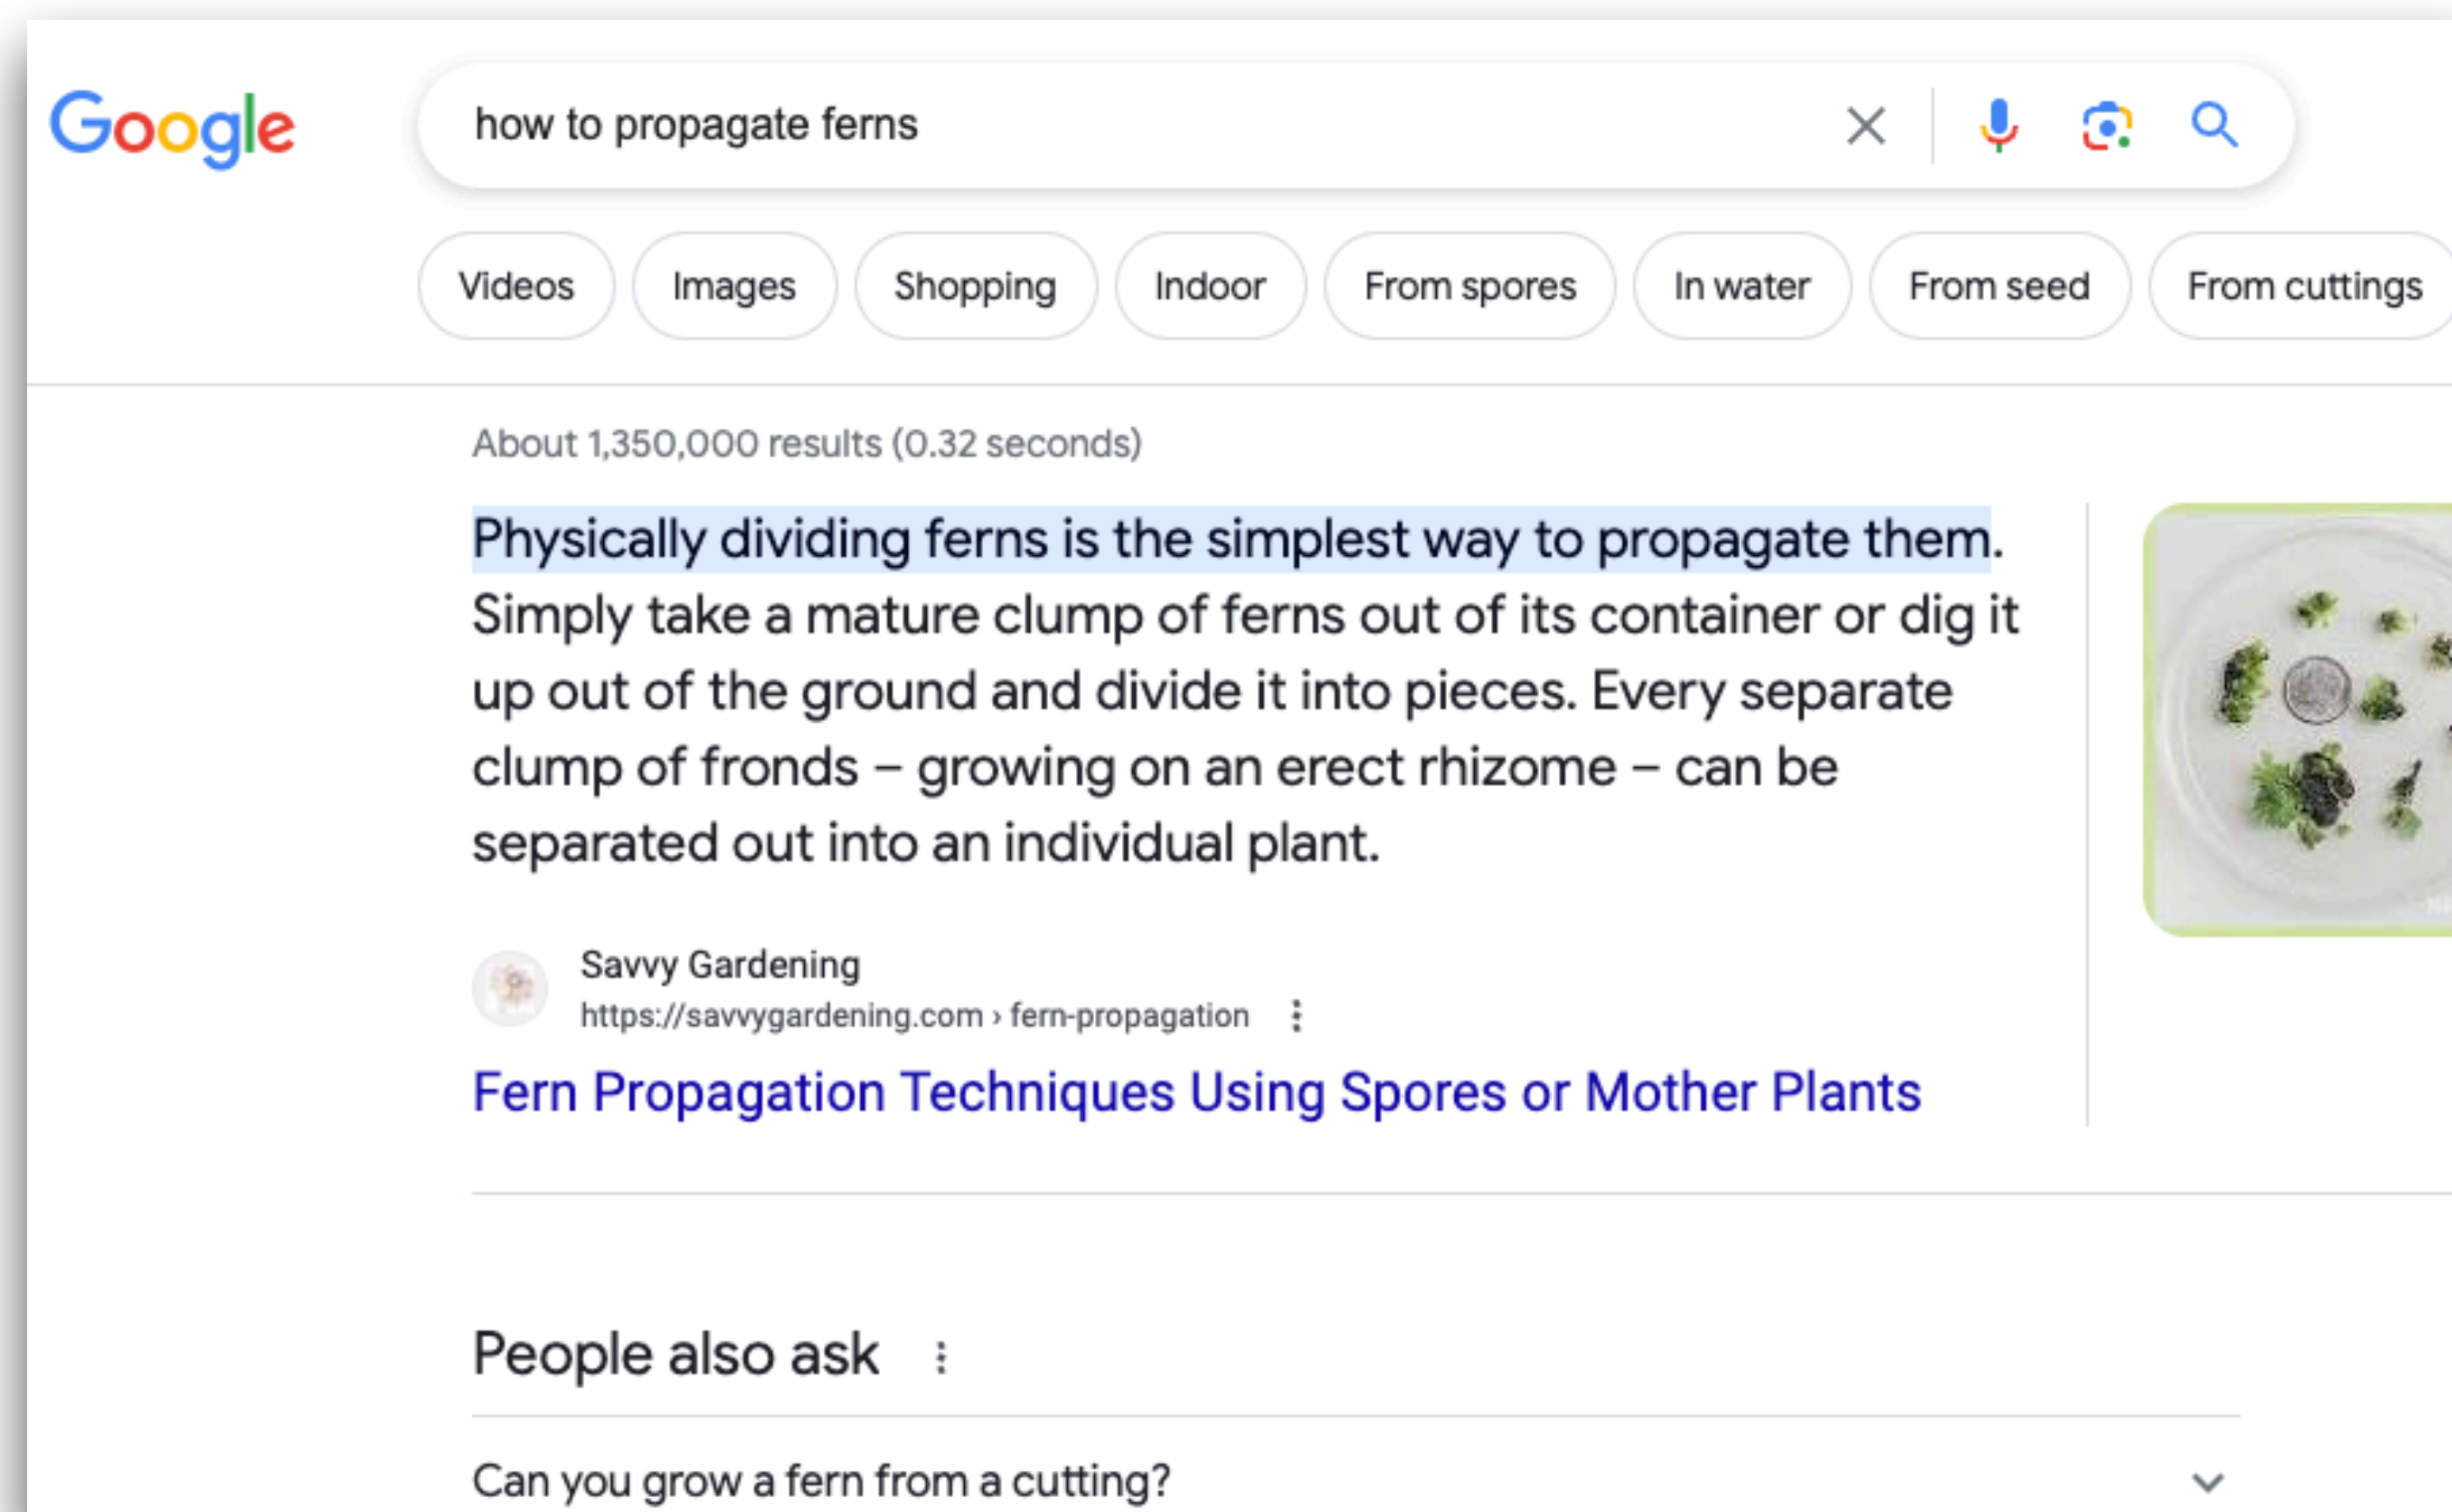 Google
how to propagate ferns
Videos
Images
Shopping
Indoor
From spores
In water
From seed
From cuttings
About 1,350,000 results (0.32 seconds)
Physically dividing ferns is the simplest way to propagate them.
Simply take a mature clump of ferns out of its container or dig it
up out of the ground and divide it into pieces. Every separate
clump of fronds – growing on an erect rhizome – can be
separated out into an individual plant.
Savvy Gardening
https://savvygardening.com › fern-propagation
Fern Propagation Techniques Using Spores or Mother Plants
People also ask
Can you grow a fern from a cutting?